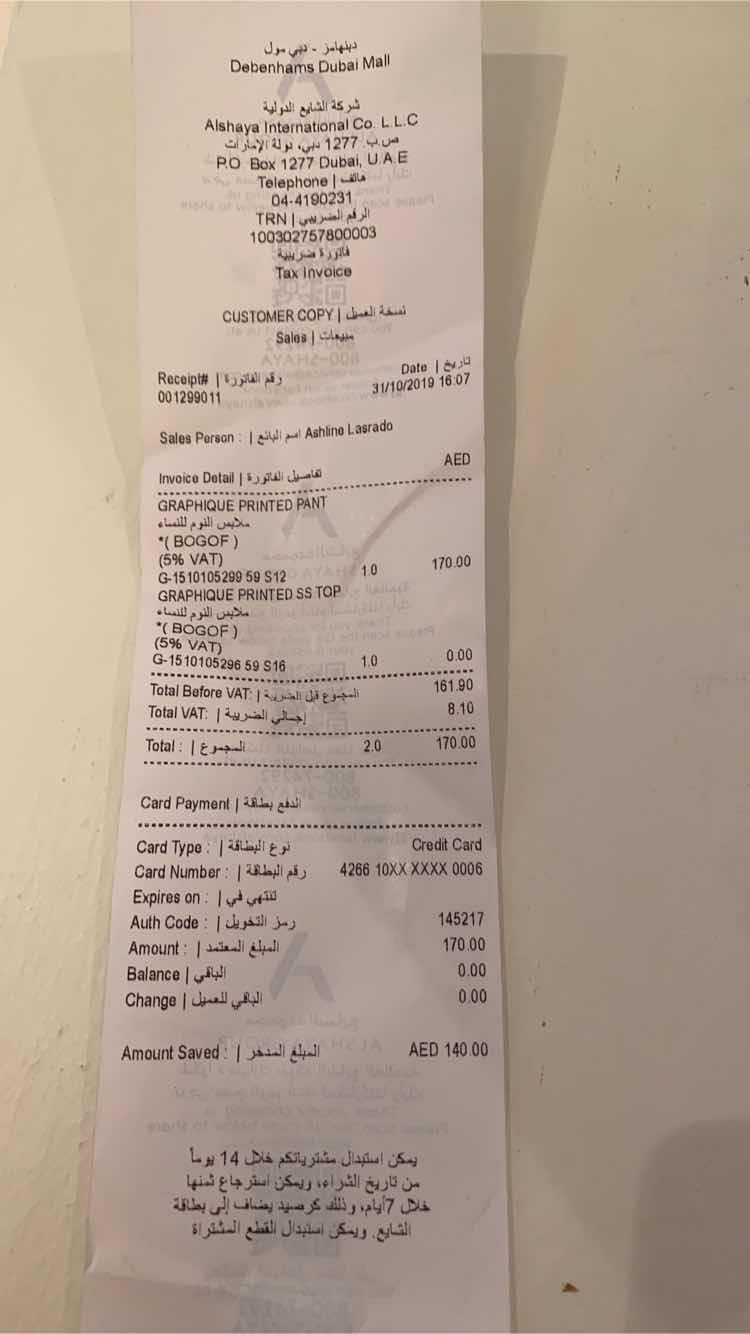 دبنهامز - دبي مول
Debenhams Dubai Mall
شركة الشايع الدولية
Alshaya International Co. L.L.C
ص.ب. 1277 دبي، دولة الإمارات
P.O Box 1277 Dubai, U.A.E
Telephone | هاتف
04-4190231
TRN | الرقم الضريبي
100302757800003
فاتورة ضريبية
Tax Invoice
CUSTOMER COPY | نسخة العميل
Sales | مبيعات
Receipt# | رقم الفاتورة Date | تاريخ
001299011 31/10/2019 16:07
Sales Person : | اسم البائع Ashline Lasrado
AED
Invoice Detail | تفاصيل الفاتورة
GRAPHIQUE PRINTED PANT
ملابس النوم للنساء
*( BOGOF )
(5% VAT)
G-1510105299 59 S12 1.0 170.00
GRAPHIQUE PRINTED SS TOP
ملابس النوم للنساء
*( BOGOF )
(5% VAT)
G-1510105296 59 S16 1.0 0.00
Total Before VAT: | المجموع قبل الضريبة 161.90
Total VAT: | إجمالي الضريبة 8.10
Total : | المجموع 2.0 170.00
Card Payment | الدفع بطاقة
Card Type : | نوع البطاقة Credit Card
Card Number : | رقم البطاقة 4266 10XX XXXX 0006
Expires on : | تنتهي في
Auth Code : | رمز التخويل 145217
Amount : | المبلغ المعتمد 170.00
Balance | الباقي 0.00
Change | الباقي للعميل 0.00
Amount Saved : | المبلغ المدخر AED 140.00
يمكن استبدال مشترياتكم خلال 14 يوماً
من تاريخ الشراء، ويمكن استرجاع ثمنها
خلال 7أيام، وذلك كرصيد يضاف إلى بطاقة
الشايع. ويمكن استبدال القطع المشتراة